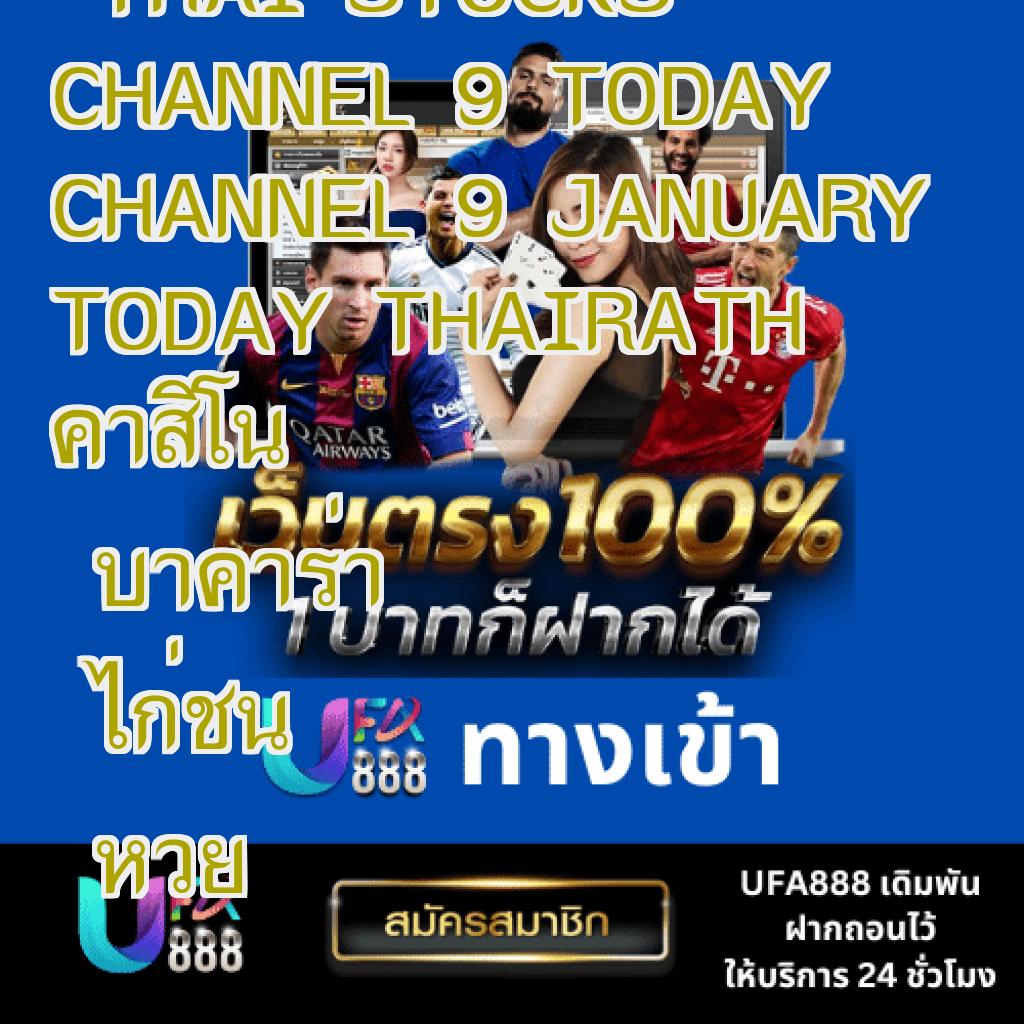 THAI STOCKS
CHANNEL 9 TODAY
CHANNEL 9 JANUARY
TODAY THAIRATH
คาสิโน
บาคาร่า
ไก่ชน
หวย
QATAR
AIRWAYS
T
เว็บตรง100%
1 บาทก็ฝากได้
UFA
888
ทางเข้า
UFA
888
สมัครสมาชิก
UFA888 เดิมพัน
ฝากถอนไว้
ให้บริการ 24 ชั่วโมง